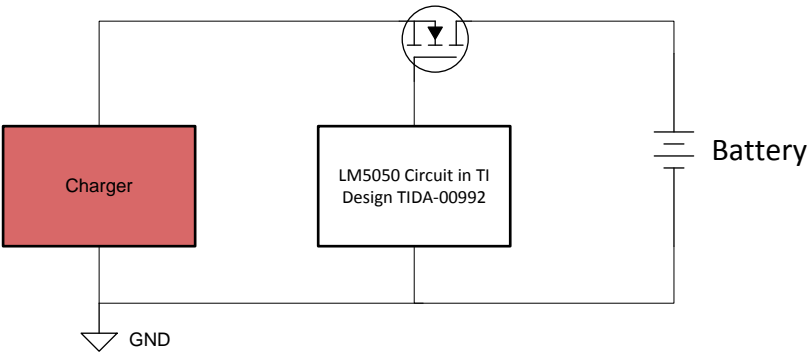 Charger
LM5050 Circuit in TI
Design TIDA-00992
Battery
GND